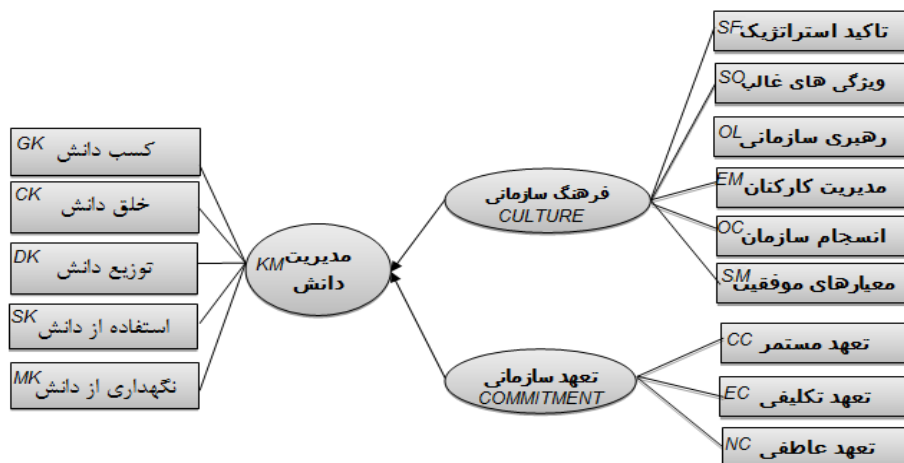 SF تاکید استراتژیک
SO ویژگی های غالب
OL رهبری سازمانی
EM مدیریت کارکنان
OC انسجام سازمان
SM معیارهای موفقیت
CC تعهد مستمر
EC تعهد تکلیفی
NC تعهد عاطفی
فرهنگ سازمانی
CULTURE
تعهد سازمانی
COMMITMENT
KM مدیریت
دانش
GK کسب دانش
CK خلق دانش
DK توزیع دانش
SK استفاده از دانش
MK نگهداری از دانش